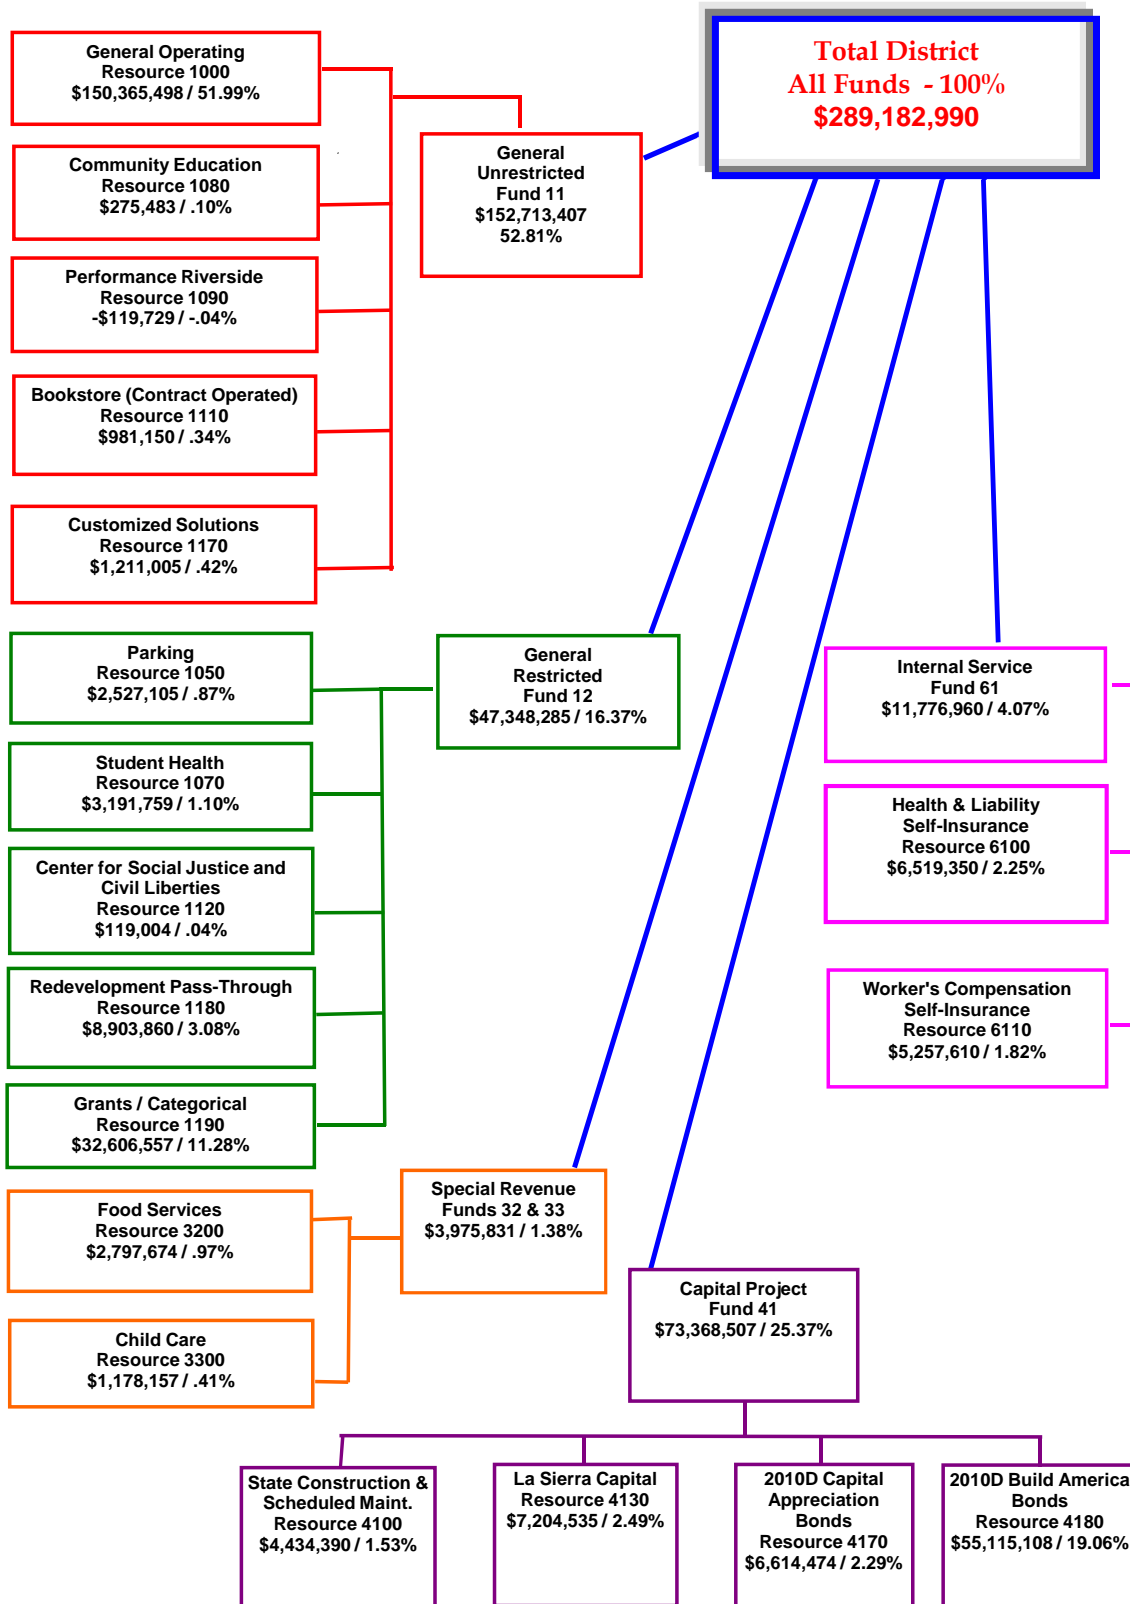 Total District
All Funds - 100%
$289,182,990
General Operating
Resource 1000
$150,365,498 / 51.99%
Community Education
Resource 1080
$275,483 / .10%
Performance Riverside
Resource 1090
-$119,729 / -.04%
Bookstore (Contract Operated)
Resource 1110
$981,150 / .34%
Customized Solutions
Resource 1170
$1,211,005 / .42%
General
Unrestricted
Fund 11
$152,713,407
52.81%
Parking
Resource 1050
$2,527,105 / .87%
Student Health
Resource 1070
$3,191,759 / 1.10%
Center for Social Justice and
Civil Liberties
Resource 1120
$119,004 / .04%
Redevelopment Pass-Through
Resource 1180
$8,903,860 / 3.08%
Grants / Categorical
Resource 1190
$32,606,557 / 11.28%
General
Restricted
Fund 12
$47,348,285 / 16.37%
Internal Service
Fund 61
$11,776,960 / 4.07%
Health & Liability
Self-Insurance
Resource 6100
$6,519,350 / 2.25%
Worker's Compensation
Self-Insurance
Resource 6110
$5,257,610 / 1.82%
Food Services
Resource 3200
$2,797,674 / .97%
Child Care
Resource 3300
$1,178,157 / .41%
Special Revenue
Funds 32 & 33
$3,975,831 / 1.38%
Capital Project
Fund 41
$73,368,507 / 25.37%
State Construction &
Scheduled Maint.
Resource 4100
$4,434,390 / 1.53%
La Sierra Capital
Resource 4130
$7,204,535 / 2.49%
2010D Capital
Appreciation
Bonds
Resource 4170
$6,614,474 / 2.29%
2010D Build America
Bonds
Resource 4180
$55,115,108 / 19.06%